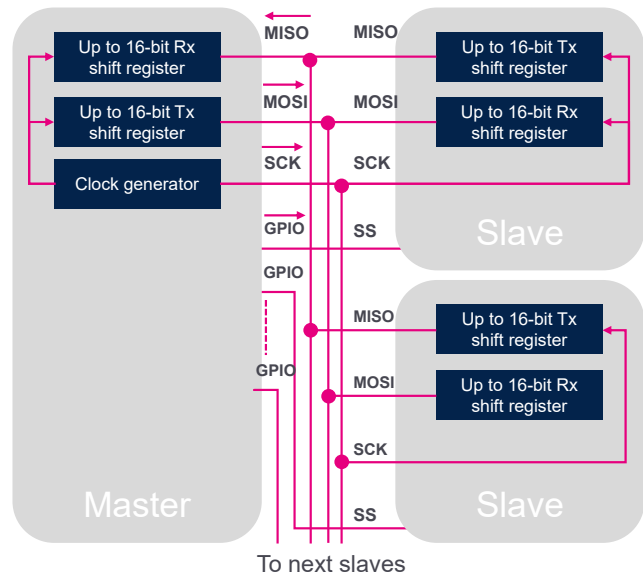 MISO
MISO
Up to 16-bit Rx
shift register
Up to 16-bit Tx
shift register
MOSI
MOSI
Up to 16-bit Tx
shift register
Up to 16-bit Rx
shift register
SCK
SCK
Clock generator
GPIO
SS
Slave
GPIO
MISO
Up to 16-bit Tx
shift register
GPIO
MOSI
Up to 16-bit Rx
shift register
SCK
Master
SS
Slave
To next slaves